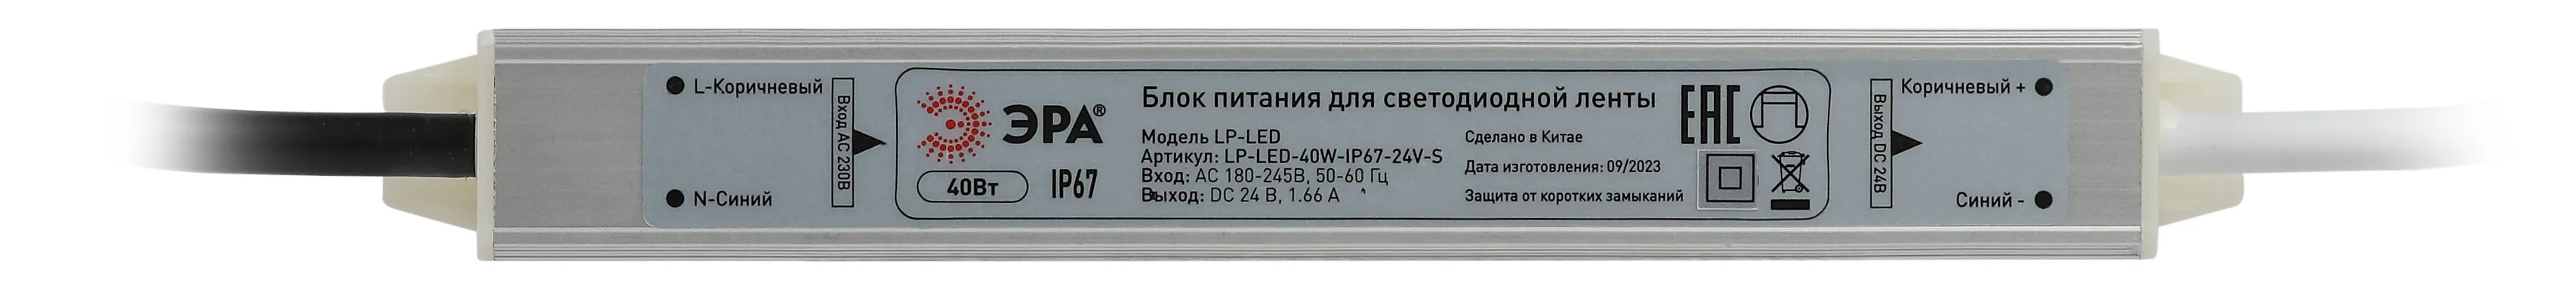 L-Коричневый
N-Синий
Вход AC 230В
ЭРА®
40Вт
IP67
Блок питания для светодиодной ленты
Модель LP-LED
Артикул: LP-LED-40W-IP67-24V-S
Вход: AC 180-245В, 50-60 Гц
Выход: DC 24 В, 1.66 А
Сделано в Китае
Дата изготовления: 09/2023
Защита от коротких замыканий
EAC
Выход DC 24В
Коричневый +
Синий -